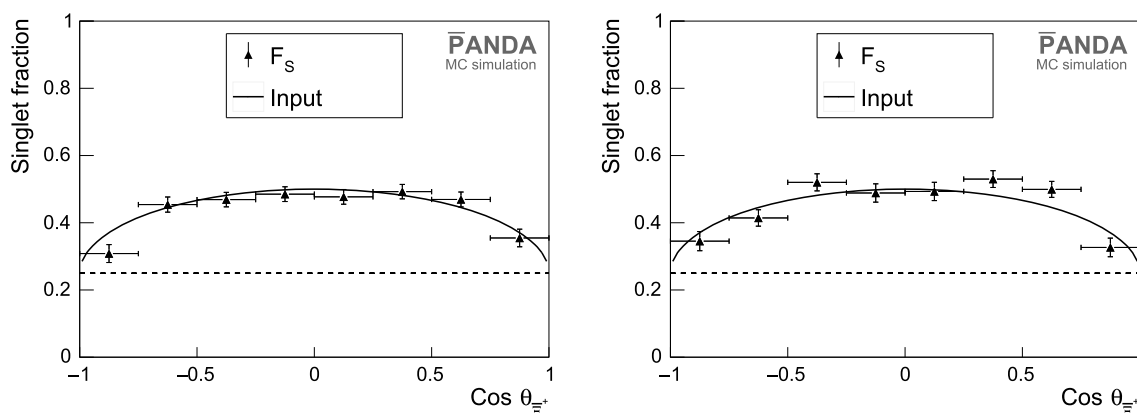 1
0.8
0.6
0.4
0.2
0
Singlet fraction
F_S
Input
P̅ANDA
MC simulation
−1
−0.5
0
0.5
1
Cos θ_Ξ̅⁺
1
0.8
0.6
0.4
0.2
0
Singlet fraction
F_S
Input
P̅ANDA
MC simulation
−1
−0.5
0
0.5
1
Cos θ_Ξ̅⁺